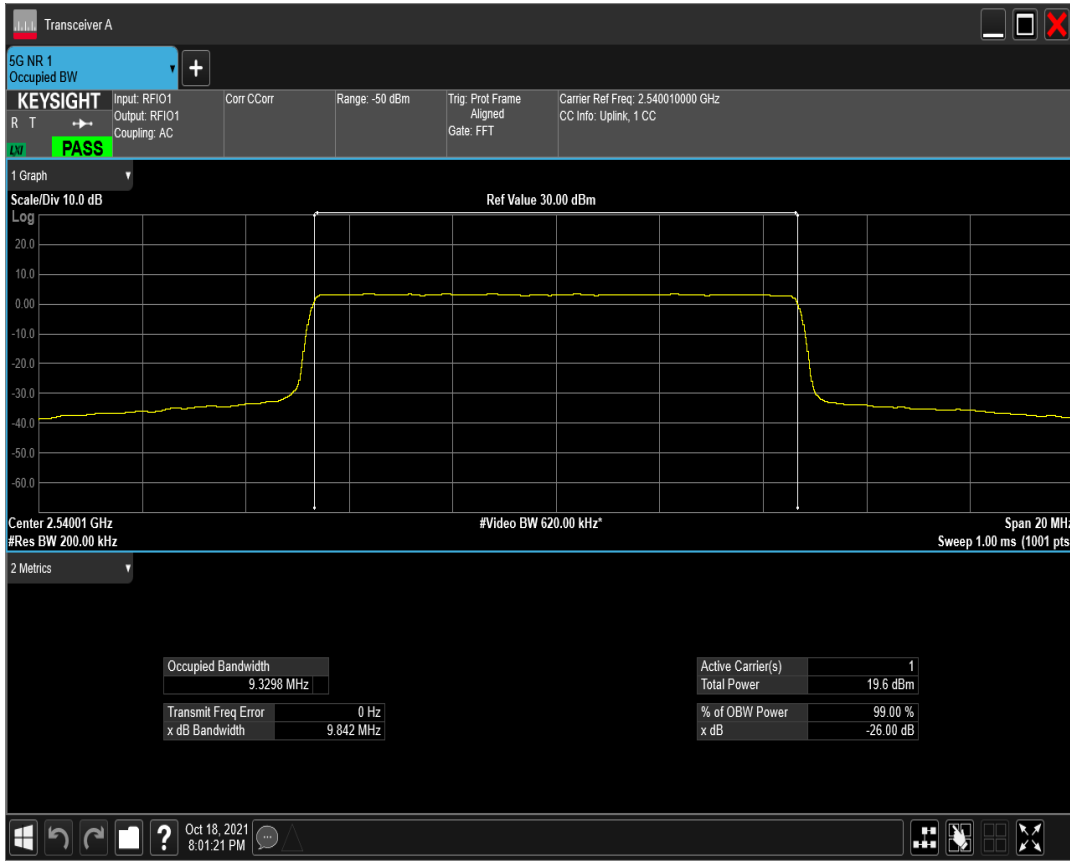 Transceiver A
5G NR 1
Occupied BW
KEYSIGHT
R T
LXI
PASS
Input: RFIO1
Output: RFIO1
Coupling: AC
Corr CCorr
Range: -50 dBm
Trig: Prot Frame
Aligned
Gate: FFT
Carrier Ref Freq: 2.540010000 GHz
CC Info: Uplink, 1 CC
1 Graph
Scale/Div 10.0 dB
Ref Value 30.00 dBm
Log
20.0
10.0
0.00
-10.0
-20.0
-30.0
-40.0
-50.0
-60.0
Center 2.54001 GHz
#Video BW 620.00 kHz*
Span 20 MHz
#Res BW 200.00 kHz
Sweep 1.00 ms (1001 pts
2 Metrics
Occupied Bandwidth
9.3298 MHz
Transmit Freq Error 0 Hz
x dB Bandwidth 9.842 MHz
Active Carrier(s) 1
Total Power 19.6 dBm
% of OBW Power 99.00 %
x dB -26.00 dB
?
Oct 18, 2021
8:01:21 PM